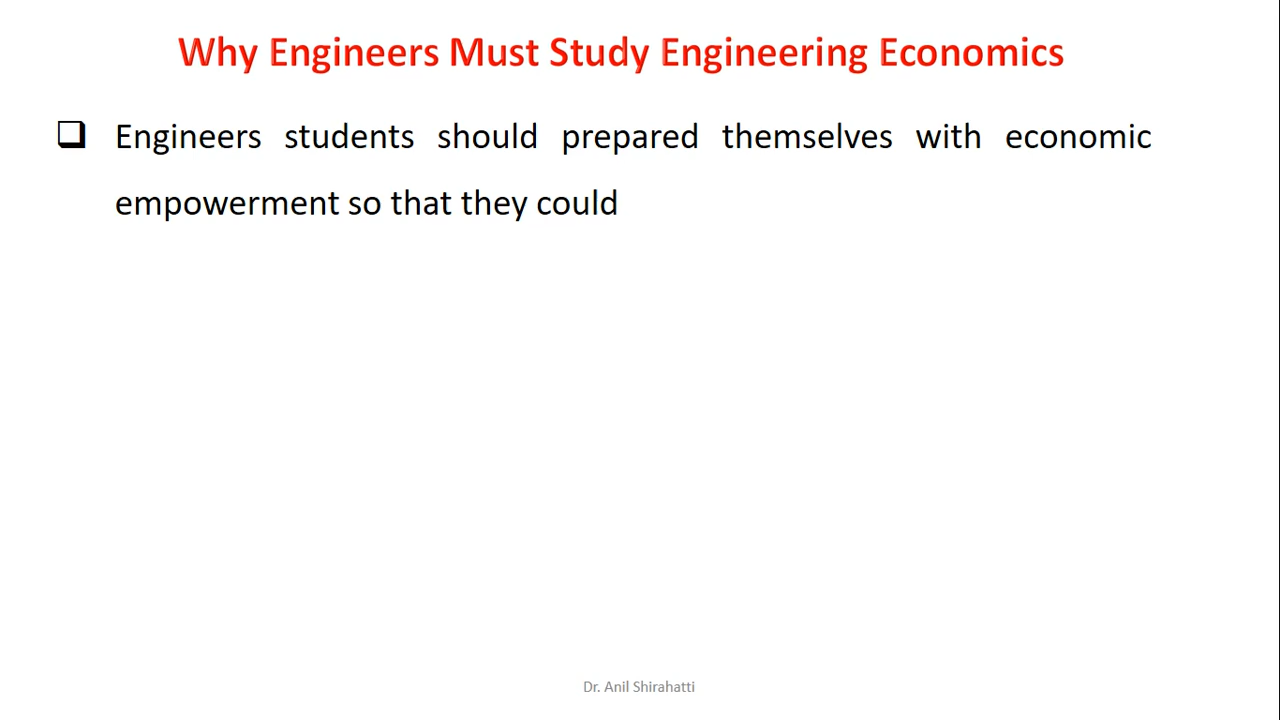 Why Engineers Must Study Engineering Economics
❑ Engineers students should prepared themselves with economic
empowerment so that they could
Dr. Anil Shirahatti